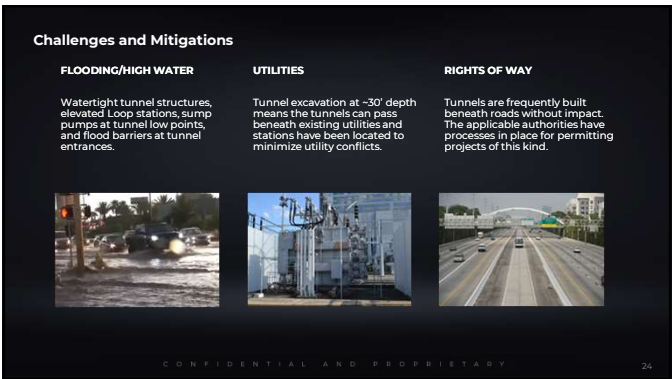 Challenges and Mitigations
FLOODING/HIGH WATER
Watertight tunnel structures,
elevated Loop stations, sump
pumps at tunnel low points,
and flood barriers at tunnel
entrances.
UTILITIES
Tunnel excavation at ~30' depth
means the tunnels can pass
beneath existing utilities and
stations have been located to
minimize utility conflicts.
RIGHTS OF WAY
Tunnels are frequently built
beneath roads without impact.
The applicable authorities have
processes in place for permitting
projects of this kind.
CONFIDENTIAL AND PROPRIETARY
24